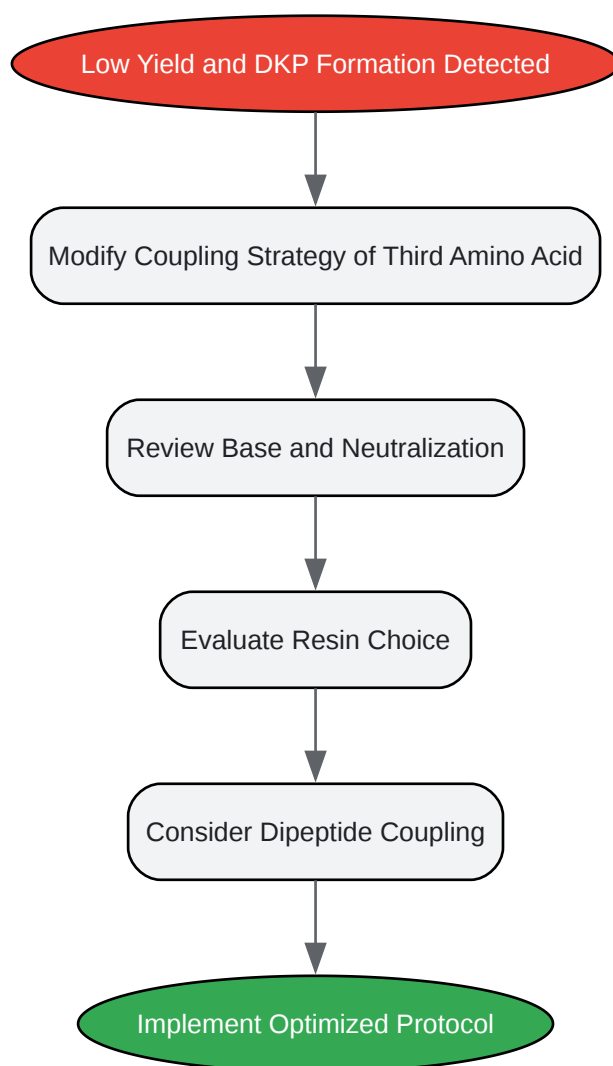 Low Yield and DKP Formation Detected
Modify Coupling Strategy of Third Amino Acid
Review Base and Neutralization
Evaluate Resin Choice
Consider Dipeptide Coupling
Implement Optimized Protocol